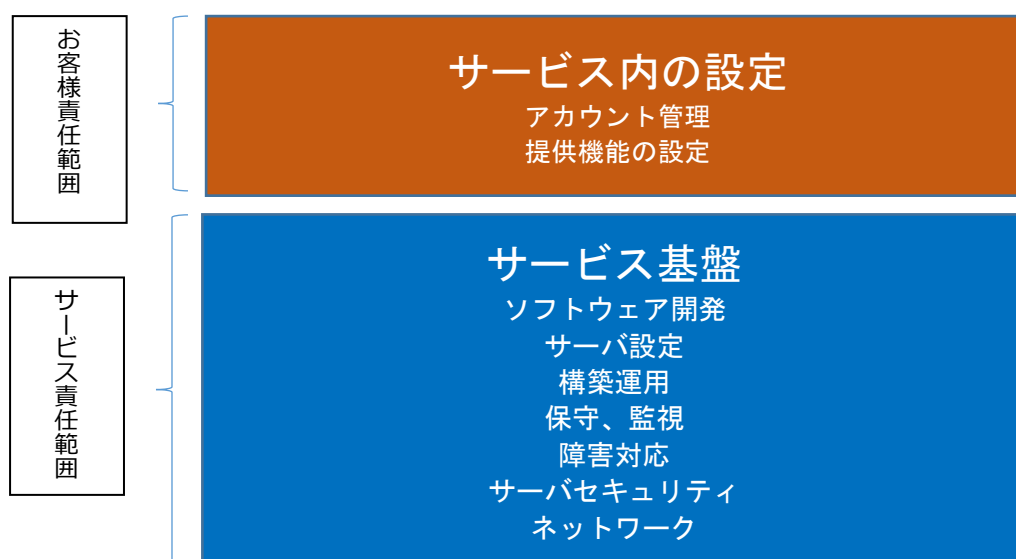 お客様責任範囲
サービス内の設定
アカウント管理
提供機能の設定
サービス責任範囲
サービス基盤
ソフトウェア開発
サーバ設定
構築運用
保守、監視
障害対応
サーバセキュリティ
ネットワーク